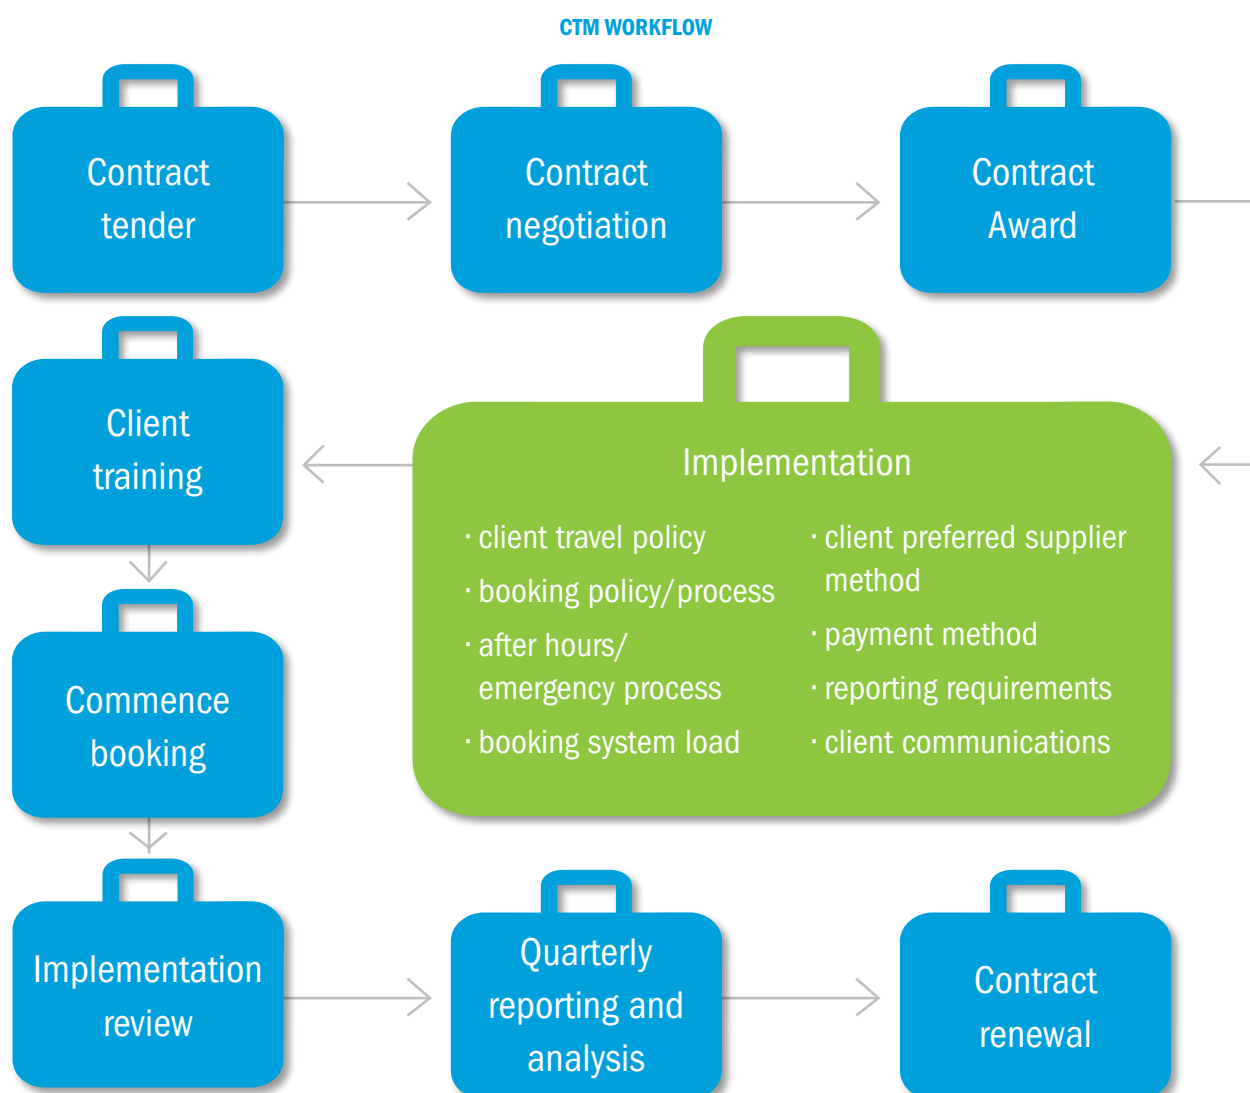 CTM WORKFLOW
Contract
tender
Contract
negotiation
Contract
Award
Implementation
· client travel policy
· booking policy/process
· after hours/
emergency process
· booking system load
· client preferred supplier
method
· payment method
· reporting requirements
· client communications
Client
training
Commence
booking
Implementation
review
Quarterly
reporting and
analysis
Contract
renewal